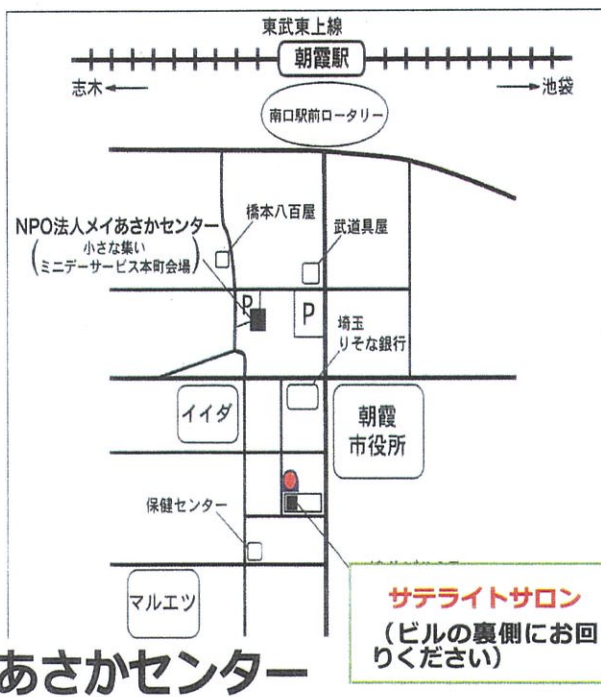 東武東上線
朝霞駅
志木
池袋
南口駅前ロータリー
橋本八百屋
武道具屋
NPO法人メイあさかセンター
(小さな集い
ミニデーサービス本町会場)
P
P
埼玉
りそな銀行
イイダ
朝霞
市役所
保健センター
マルエツ
サテライトサロン
(ビルの裏側にお回
りください)
あさかセンター